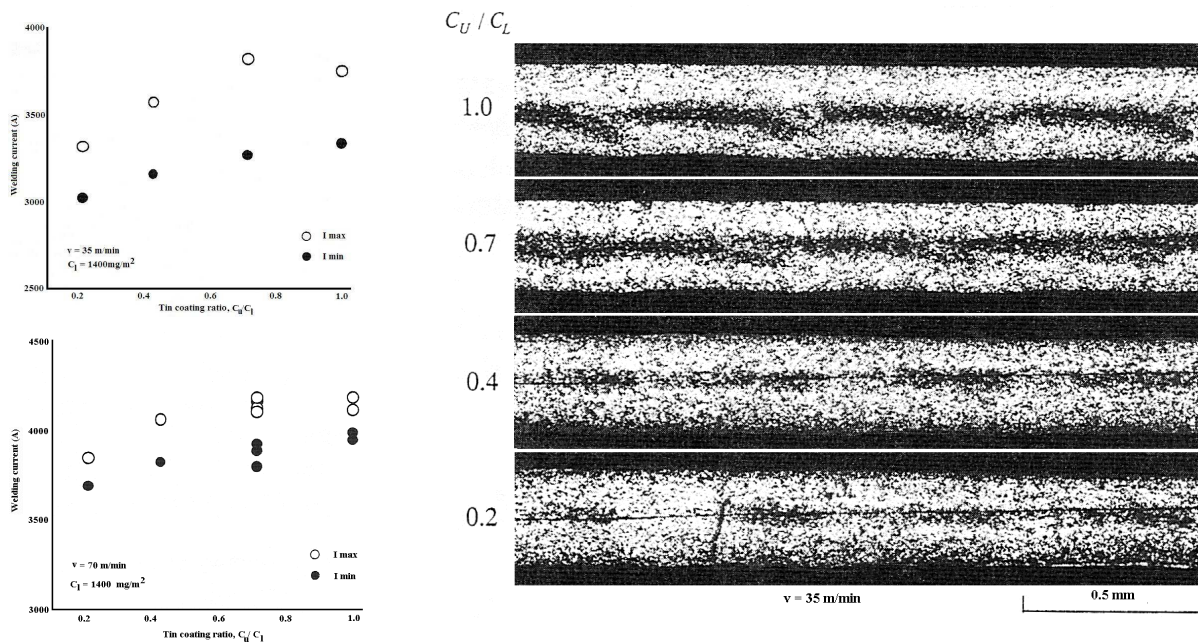 4000
3500
3000
2500
Welding current (A)
I max
I min
v = 35 m/min
C_l = 1400mg/m²
0.2 0.4 0.6 0.8 1.0
Tin coating ratio, C_u/C_l
4500
4000
3500
3000
Welding current (A)
I max
I min
v = 70 m/min
C_l = 1400 mg/m²
0.2 0.4 0.6 0.8 1.0
Tin coating ratio, C_u/C_l
C_U / C_L
1.0
0.7
0.4
0.2
v = 35 m/min
0.5 mm